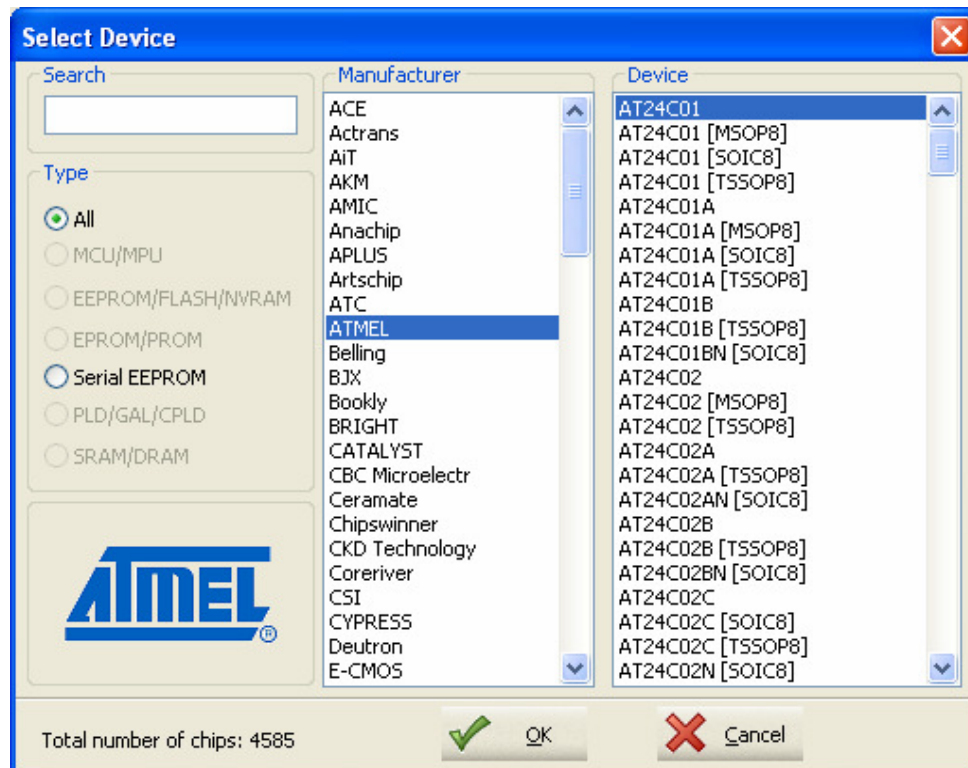 Select Device
Search
Type
All
MCU/MPU
EEPROM/FLASH/NVRAM
EPROM/PROM
Serial EEPROM
PLD/GAL/CPLD
SRAM/DRAM
ATMEL®
Manufacturer
ACE
Actrans
AiT
AKM
AMIC
Anachip
APLUS
Artschip
ATC
ATMEL
Belling
BJX
Bookly
BRIGHT
CATALYST
CBC Microelectr
Ceramate
Chipswinner
CKD Technology
Coreriver
CSI
CYPRESS
Deutron
E-CMOS
Device
AT24C01
AT24C01 [MSOP8]
AT24C01 [SOIC8]
AT24C01 [TSSOP8]
AT24C01A
AT24C01A [MSOP8]
AT24C01A [SOIC8]
AT24C01A [TSSOP8]
AT24C01B
AT24C01B [TSSOP8]
AT24C01BN [SOIC8]
AT24C02
AT24C02 [MSOP8]
AT24C02 [TSSOP8]
AT24C02A
AT24C02A [TSSOP8]
AT24C02AN [SOIC8]
AT24C02B
AT24C02B [TSSOP8]
AT24C02BN [SOIC8]
AT24C02C
AT24C02C [SOIC8]
AT24C02C [TSSOP8]
AT24C02N [SOIC8]
Total number of chips: 4585
OK
Cancel